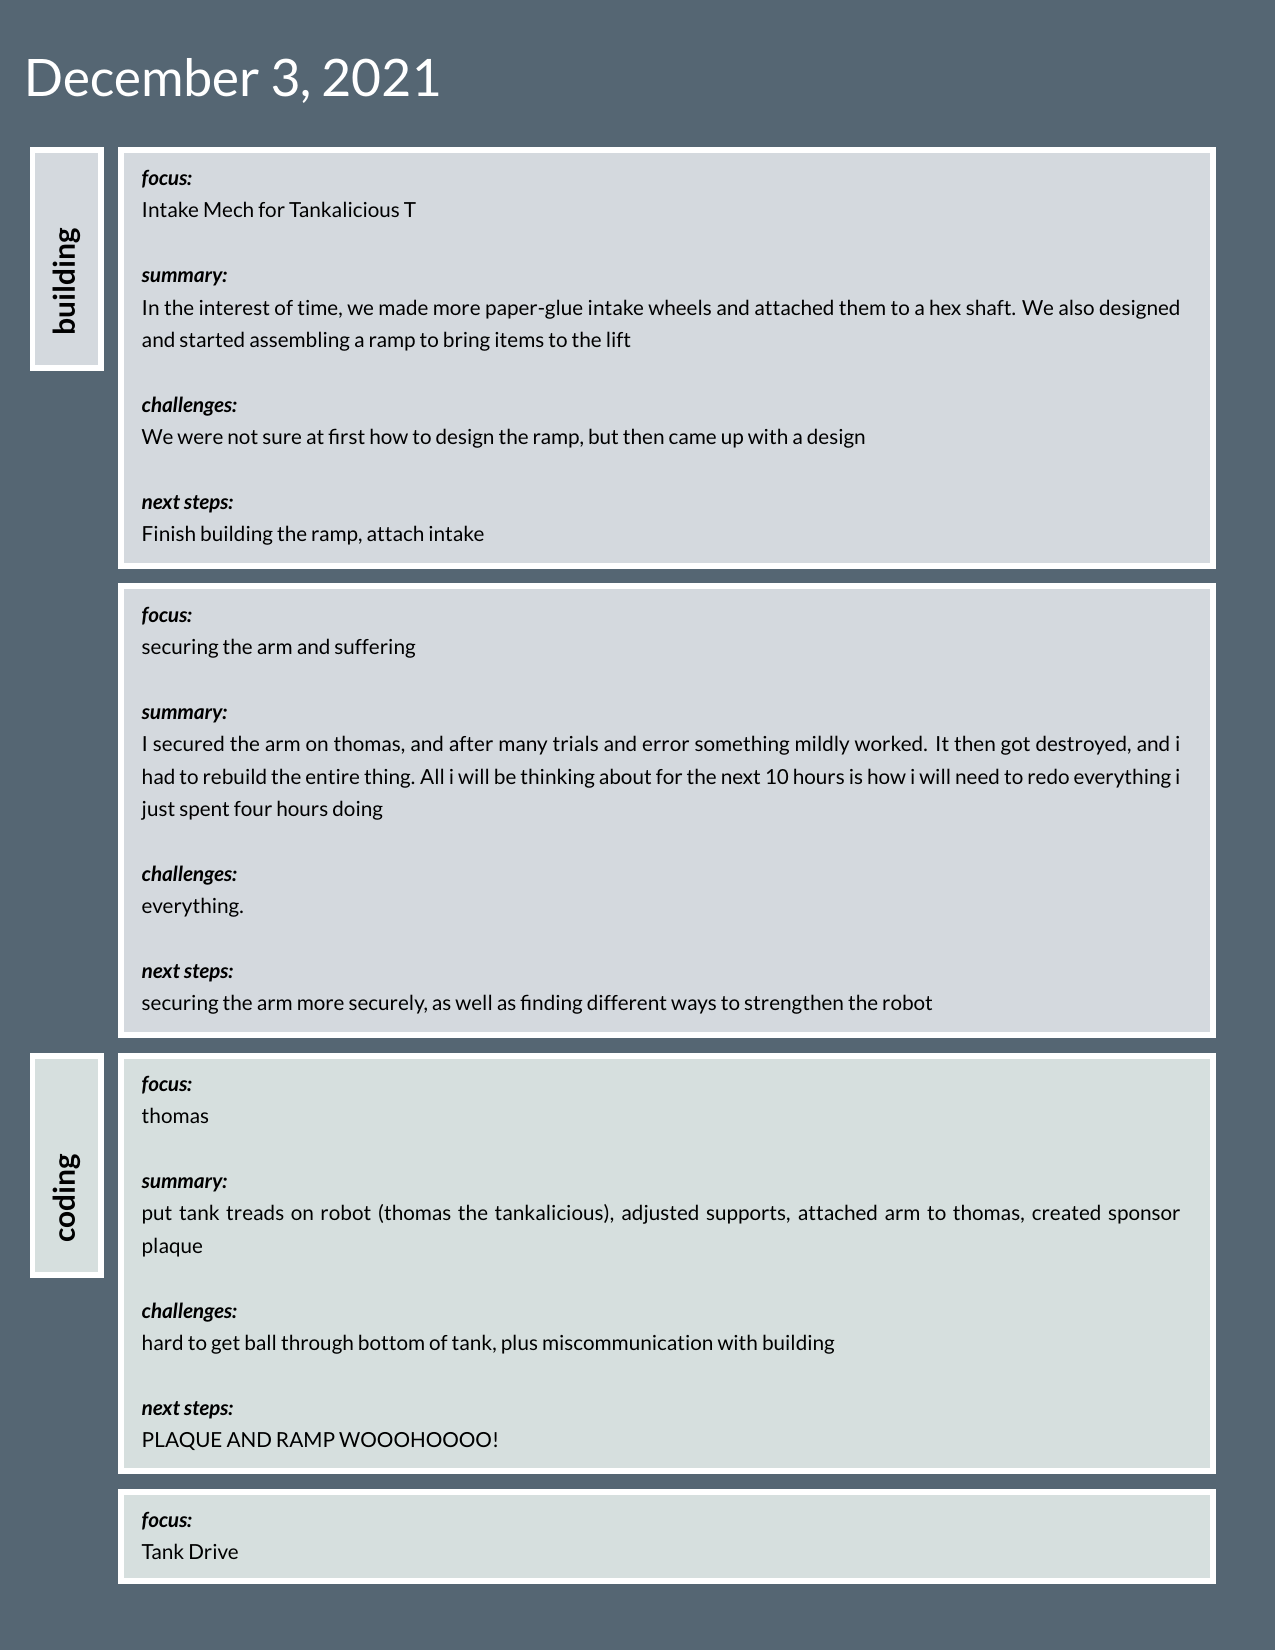 December 3, 2021
building
focus:
Intake Mech for Tankalicious T
summary:
In the interest of time, we made more paper-glue intake wheels and attached them to a hex shaft. We also designed
and started assembling a ramp to bring items to the lift
challenges:
We were not sure at first how to design the ramp, but then came up with a design
next steps:
Finish building the ramp, attach intake
focus:
securing the arm and suffering
summary:
I secured the arm on thomas, and after many trials and error something mildly worked. It then got destroyed, and i
had to rebuild the entire thing. All i will be thinking about for the next 10 hours is how i will need to redo everything i
just spent four hours doing
challenges:
everything.
next steps:
securing the arm more securely, as well as finding different ways to strengthen the robot
coding
focus:
thomas
summary:
put tank treads on robot (thomas the tankalicious), adjusted supports, attached arm to thomas, created sponsor
plaque
challenges:
hard to get ball through bottom of tank, plus miscommunication with building
next steps:
PLAQUE AND RAMP WOOOHOOOO!
focus:
Tank Drive